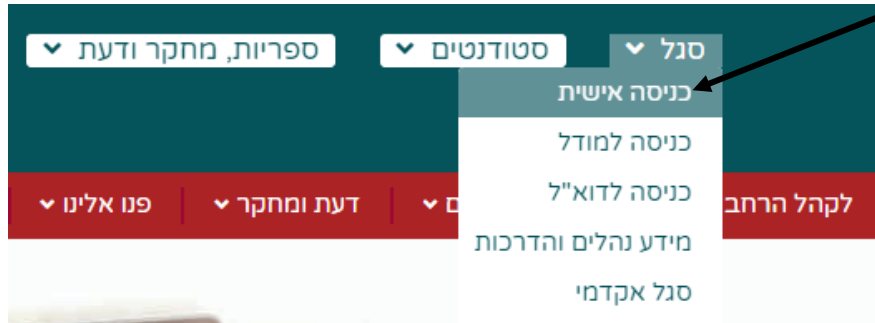 סגל
סטודנטים
ספריות, מחקר ודעת
כניסה אישית
כניסה למודל
כניסה לדוא"ל
מידע נהלים והדרכות
סגל אקדמי
לקהל הרחב
ם
דעת ומחקר
פנו אלינו